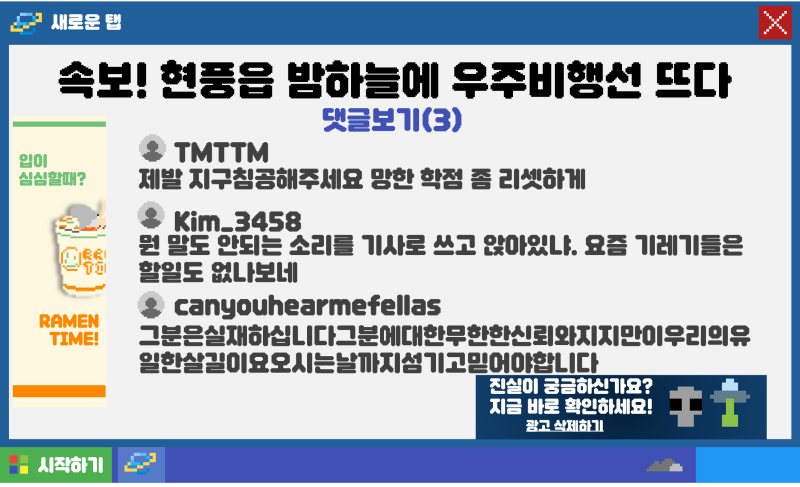 새로운 탭
속보! 현풍읍 밤하늘에 우주비행선 뜨다
댓글보기(3)
입이
심심할때?
RAMEN
TIME!
TMTTM
제발 지구침공해주세요 망한 학점 좀 리셋하게
Kim_3458
뭔 말도 안되는 소리를 기사로 쓰고 앉아있냐. 요즘 기레기들은
할일도 없나보네
canyouhearmefellas
그분은실재하십니다그분에대한무한한신뢰와지지만이우리의유
일한살길이요오시는날까지섬기고믿어야합니다
진실이 궁금하신가요?
지금 바로 확인하세요!
광고 삭제하기
시작하기